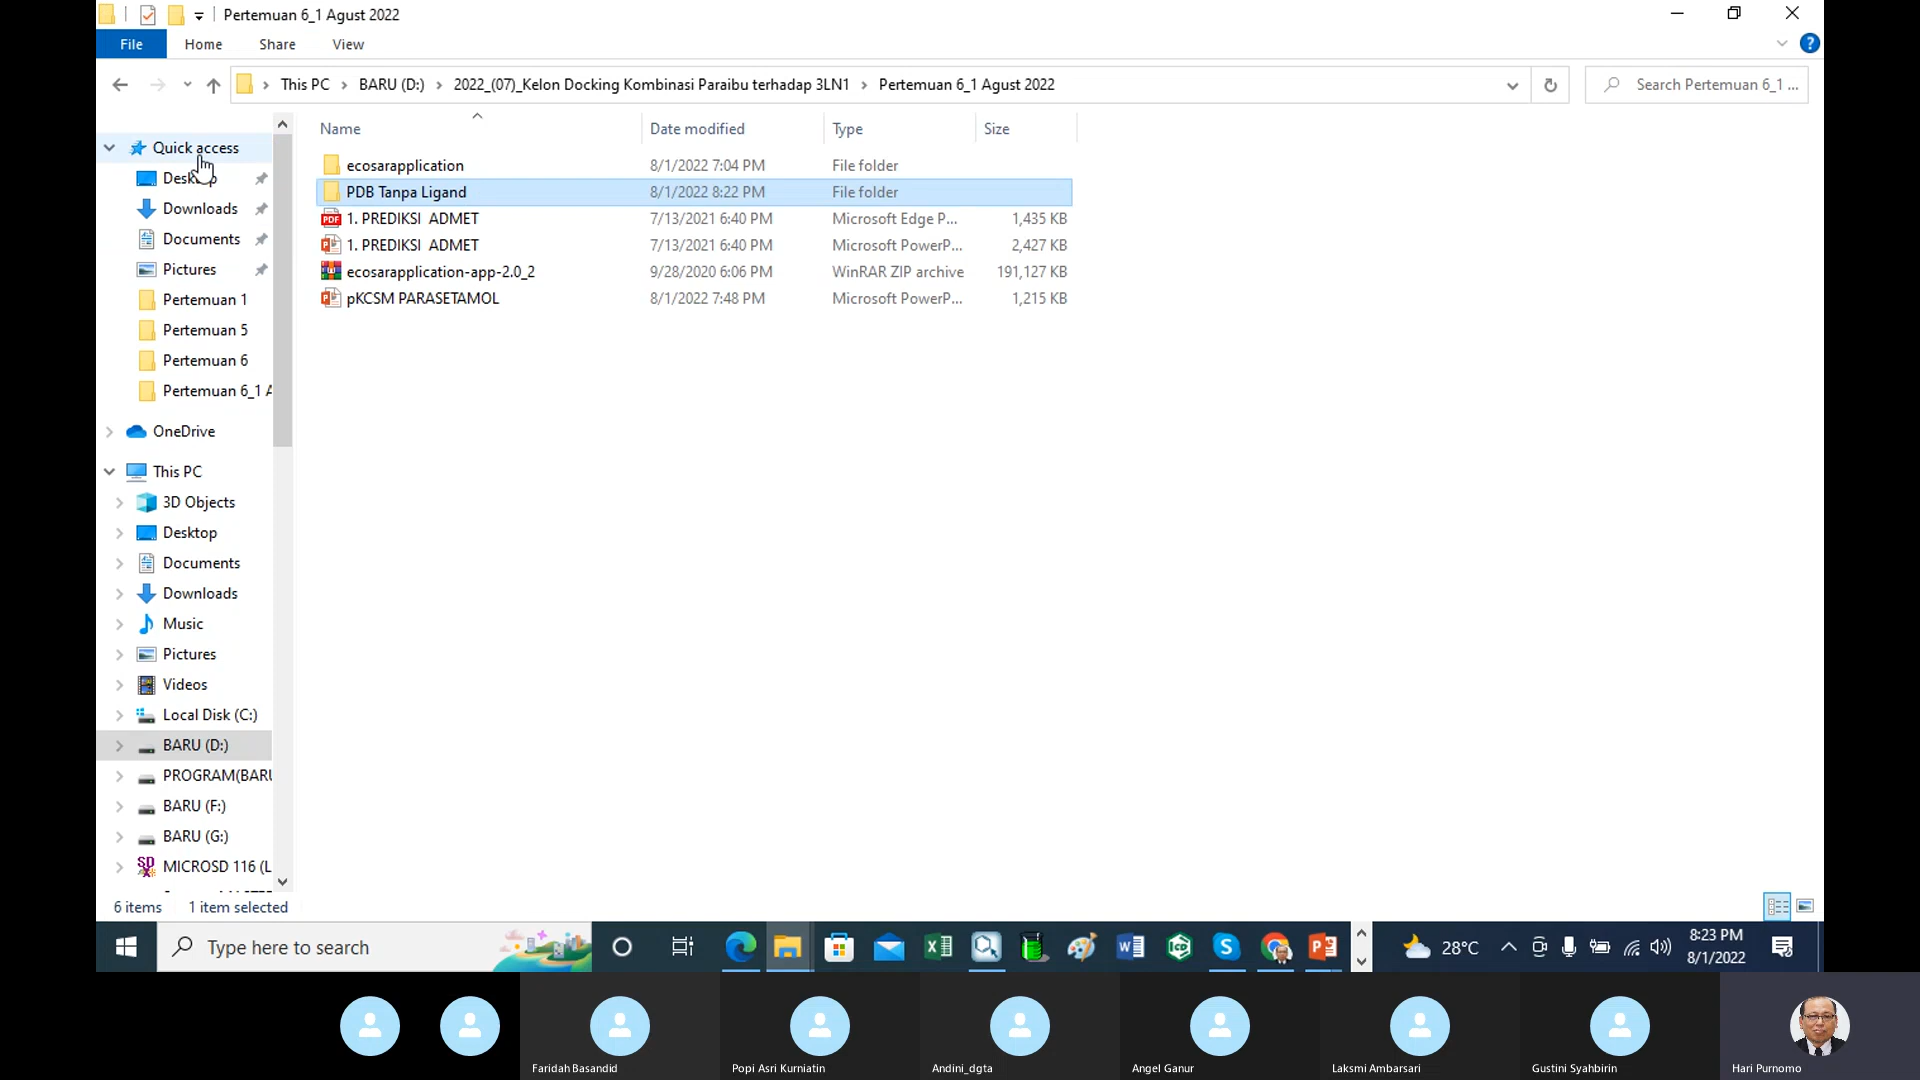 Pertemuan 6_1 Agust 2022
File Home Share View
This PC BARU (D:) 2022_(07)_Kelon Docking Kombinasi Paraibu terhadap 3LN1 Pertemuan 6_1 Agust 2022
Search Pertemuan 6_1 ...
Name Date modified Type Size
ecosarapplication 8/1/2022 7:04 PM File folder
PDB Tanpa Ligand 8/1/2022 8:22 PM File folder
1. PREDIKSI ADMET 7/13/2021 6:40 PM Microsoft Edge P... 1,435 KB
1. PREDIKSI ADMET 7/13/2021 6:40 PM Microsoft PowerP... 2,427 KB
ecosarapplication-app-2.0_2 9/28/2020 6:06 PM WinRAR ZIP archive 191,127 KB
pKCSM PARASETAMOL 8/1/2022 7:48 PM Microsoft PowerP... 1,215 KB
Quick access
Desktop
Downloads
Documents
Pictures
Pertemuan 1
Pertemuan 5
Pertemuan 6
Pertemuan 6_1 A
OneDrive
This PC
3D Objects
Desktop
Documents
Downloads
Music
Pictures
Videos
Local Disk (C:)
BARU (D:)
PROGRAM(BARU
BARU (F:)
BARU (G:)
MICROSD 116 (L
6 items 1 item selected
Type here to search
28°C
8:23 PM
8/1/2022
Faridah Basandid
Popi Asri Kurniatin
Andini_dgta
Angel Ganur
Laksmi Ambarsari
Gustini Syahbirin
Hari Purnomo